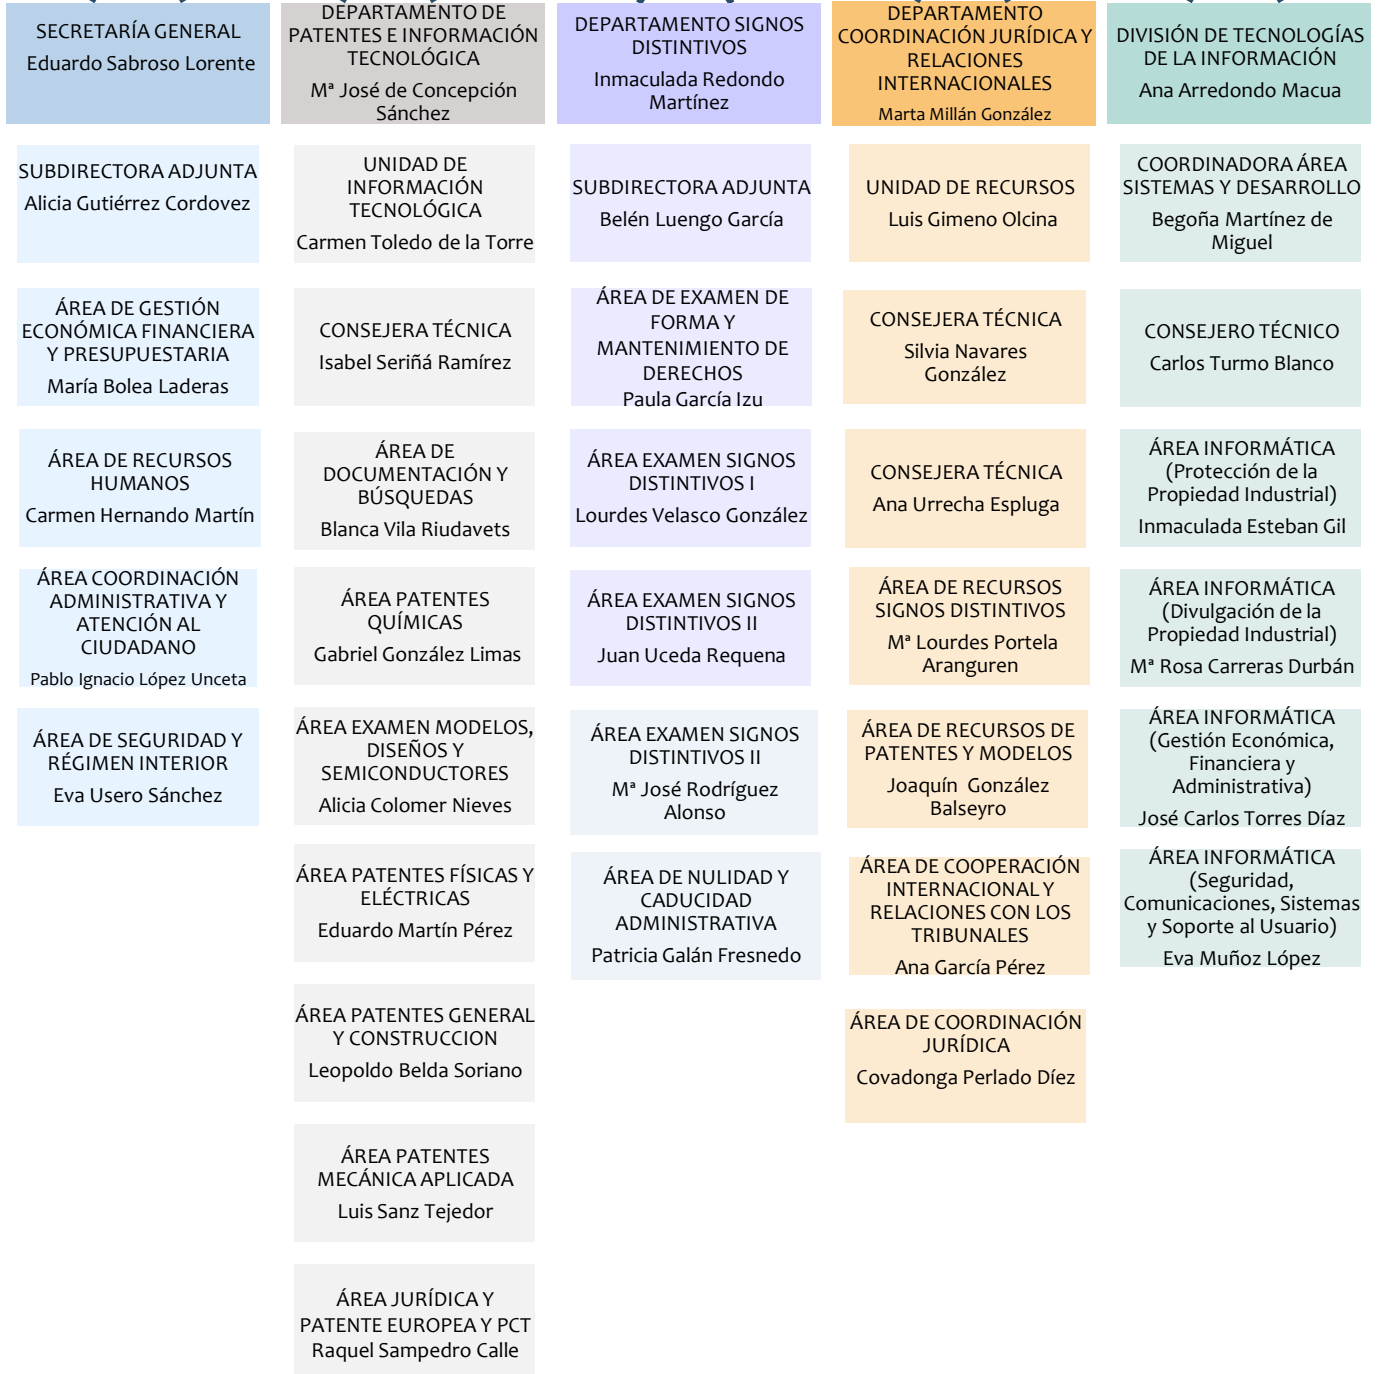 SECRETARÍA GENERAL
Eduardo Sabroso Lorente
SUBDIRECTORA ADJUNTA
Alicia Gutiérrez Cordovez
ÁREA DE GESTIÓN
ECONÓMICA FINANCIERA
Y PRESUPUESTARIA
María Bolea Laderas
ÁREA DE RECURSOS
HUMANOS
Carmen Hernando Martín
ÁREA COORDINACIÓN
ADMINISTRATIVA Y
ATENCIÓN AL
CIUDADANO
Pablo Ignacio López Unceta
ÁREA DE SEGURIDAD Y
RÉGIMEN INTERIOR
Eva Usero Sánchez
DEPARTAMENTO DE
PATENTES E INFORMACIÓN
TECNOLÓGICA
Mª José de Concepción
Sánchez
UNIDAD DE
INFORMACIÓN
TECNOLÓGICA
Carmen Toledo de la Torre
CONSEJERA TÉCNICA
Isabel Seriñá Ramírez
ÁREA DE
DOCUMENTACIÓN Y
BÚSQUEDAS
Blanca Vila Riudavets
ÁREA PATENTES
QUÍMICAS
Gabriel González Limas
ÁREA EXAMEN MODELOS,
DISEÑOS Y
SEMICONDUCTORES
Alicia Colomer Nieves
ÁREA PATENTES FÍSICAS Y
ELÉCTRICAS
Eduardo Martín Pérez
ÁREA PATENTES GENERAL
Y CONSTRUCCION
Leopoldo Belda Soriano
ÁREA PATENTES
MECÁNICA APLICADA
Luis Sanz Tejedor
ÁREA JURÍDICA Y
PATENTE EUROPEA Y PCT
Raquel Sampedro Calle
DEPARTAMENTO SIGNOS
DISTINTIVOS
Inmaculada Redondo
Martínez
SUBDIRECTORA ADJUNTA
Belén Luengo García
ÁREA DE EXAMEN DE
FORMA Y
MANTENIMIENTO DE
DERECHOS
Paula García Izu
ÁREA EXAMEN SIGNOS
DISTINTIVOS I
Lourdes Velasco González
ÁREA EXAMEN SIGNOS
DISTINTIVOS II
Juan Uceda Requena
ÁREA EXAMEN SIGNOS
DISTINTIVOS II
Mª José Rodríguez
Alonso
ÁREA DE NULIDAD Y
CADUCIDAD
ADMINISTRATIVA
Patricia Galán Fresnedo
DEPARTAMENTO
COORDINACIÓN JURÍDICA Y
RELACIONES
INTERNACIONALES
Marta Millán González
UNIDAD DE RECURSOS
Luis Gimeno Olcina
CONSEJERA TÉCNICA
Silvia Navares
González
CONSEJERA TÉCNICA
Ana Urrecha Espluga
ÁREA DE RECURSOS
SIGNOS DISTINTIVOS
Mª Lourdes Portela
Aranguren
ÁREA DE RECURSOS DE
PATENTES Y MODELOS
Joaquín González
Balseyro
ÁREA DE COOPERACIÓN
INTERNACIONAL Y
RELACIONES CON LOS
TRIBUNALES
Ana García Pérez
ÁREA DE COORDINACIÓN
JURÍDICA
Covadonga Perlado Díez
DIVISIÓN DE TECNOLOGÍAS
DE LA INFORMACIÓN
Ana Arredondo Macua
COORDINADORA ÁREA
SISTEMAS Y DESARROLLO
Begoña Martínez de
Miguel
CONSEJERO TÉCNICO
Carlos Turmo Blanco
ÁREA INFORMÁTICA
(Protección de la
Propiedad Industrial)
Inmaculada Esteban Gil
ÁREA INFORMÁTICA
(Divulgación de la
Propiedad Industrial)
Mª Rosa Carreras Durbán
ÁREA INFORMÁTICA
(Gestión Económica,
Financiera y
Administrativa)
José Carlos Torres Díaz
ÁREA INFORMÁTICA
(Seguridad,
Comunicaciones, Sistemas
y Soporte al Usuario)
Eva Muñoz López